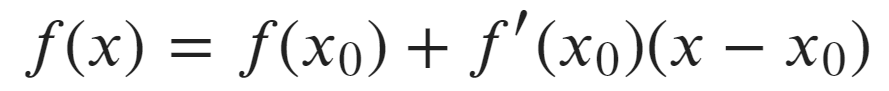 f(x) = f(x₀) + f′(x₀)(x − x₀)